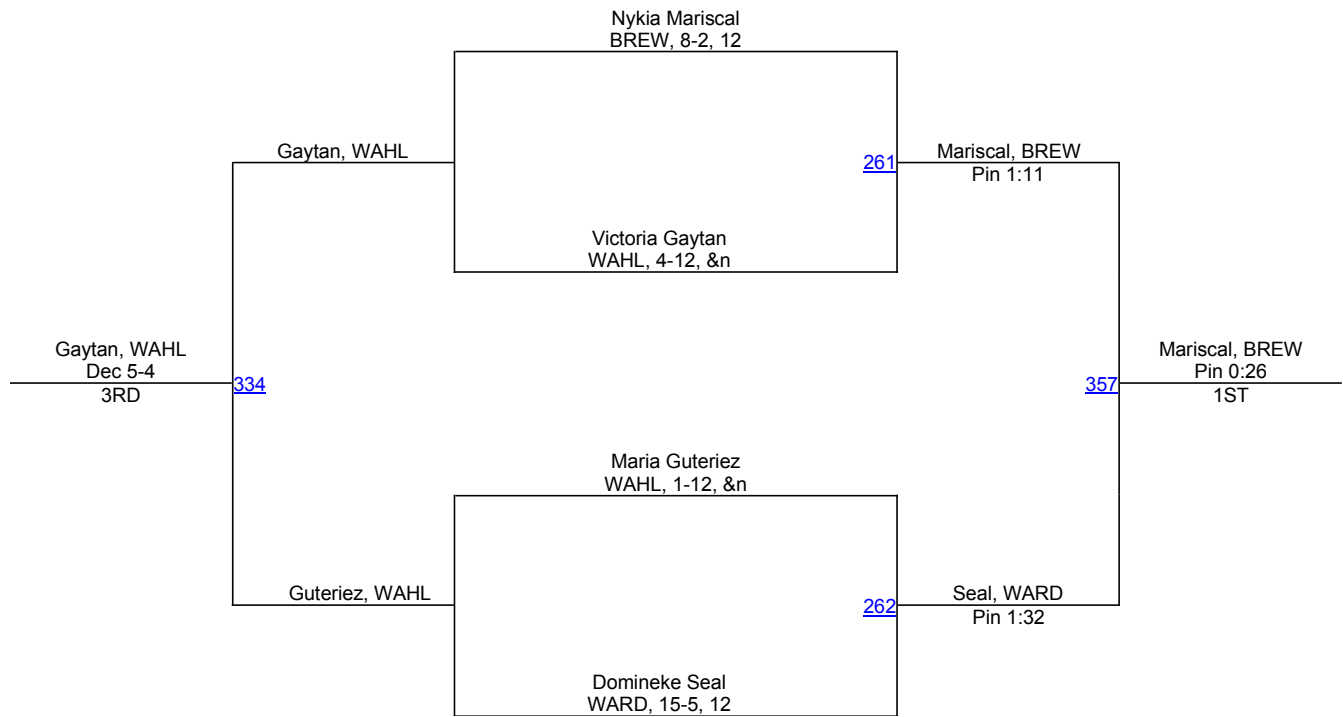 Nykia Mariscal
BREW, 8-2, 12
Gaytan, WAHL
261
Mariscal, BREW
Pin 1:11
Victoria Gaytan
WAHL, 4-12, &n
Gaytan, WAHL
Dec 5-4
3RD
334
357
Mariscal, BREW
Pin 0:26
1ST
Maria Guteriez
WAHL, 1-12, &n
Guteriez, WAHL
262
Seal, WARD
Pin 1:32
Domineke Seal
WARD, 15-5, 12